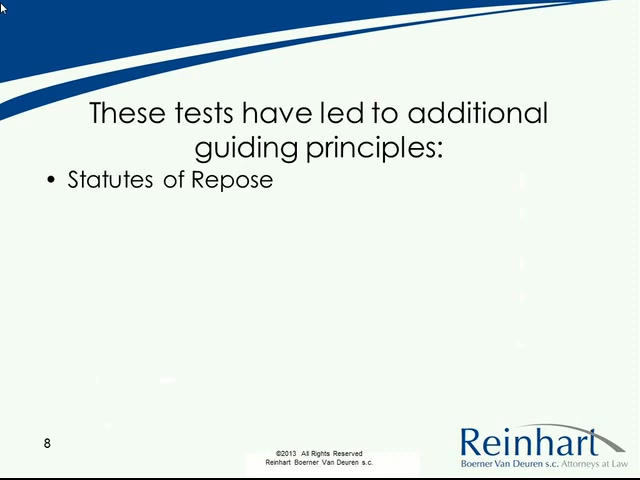 These tests have led to additional
guiding principles:
• Statutes of Repose
8
©2013 All Rights Reserved
Reinhart Boerner Van Deuren s.c.
Reinhart
Boerner Van Deuren s.c. Attorneys at Law